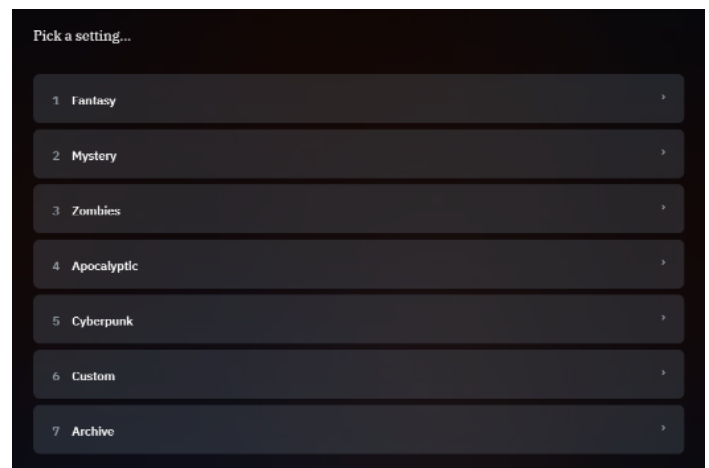 Pick a setting...
1 Fantasy
2 Mystery
3 Zombies
4 Apocalyptic
5 Cyberpunk
6 Custom
7 Archive